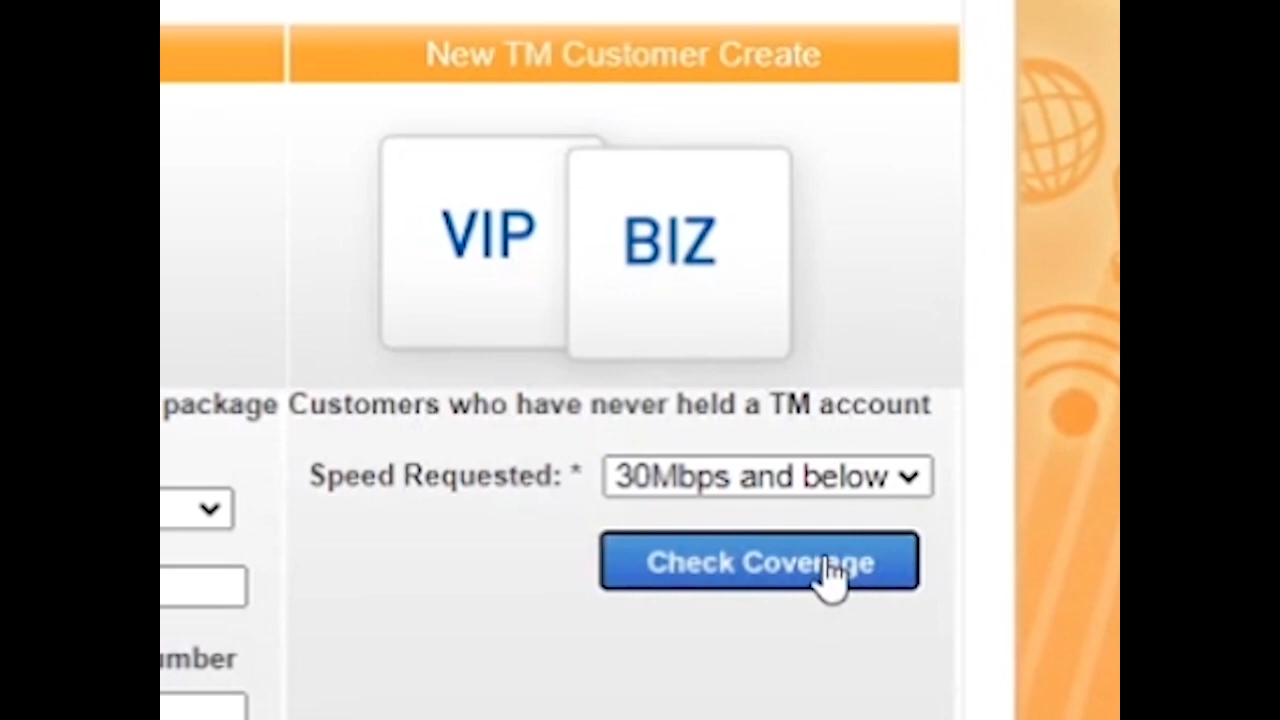 New TM Customer Create
VIP
BIZ
package
Customers who have never held a TM account
Speed Requested: *
30Mbps and below
Check Coverage